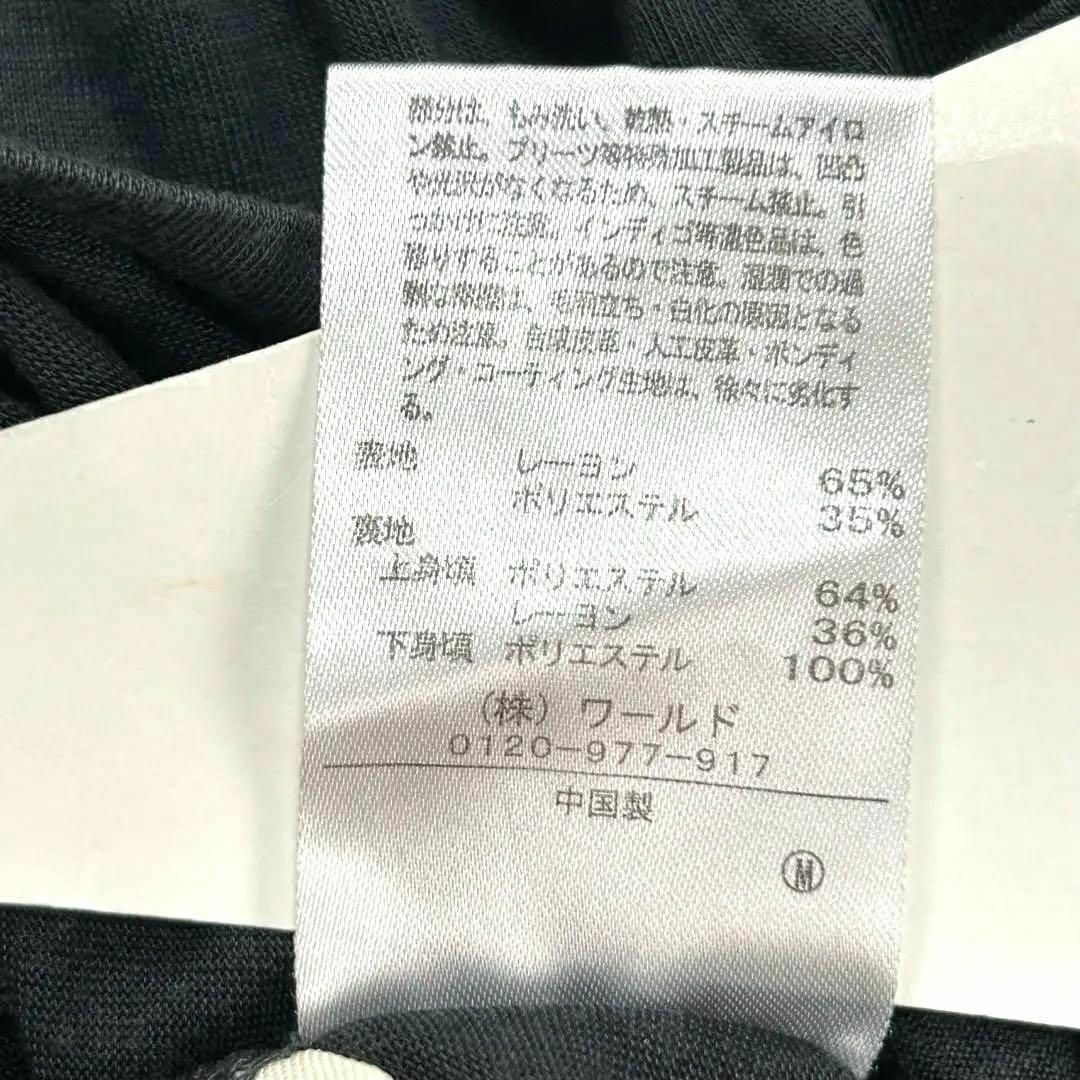 部分は、もみ洗い、乾熱・スチームアイロ
ン禁止。プリーツ等特殊加工製品は、凹凸
や光沢がなくなるため、スチーム禁止。引
っかけに注意。インディゴ等濃色品は、色
移りすることがあるので注意。湿潤での過
剰な摩擦は、毛羽立ち・白化の原因となる
ため注意。合成皮革・人工皮革・ボンディ
ング・コーティング生地は、徐々に劣化す
る。
表地 レーヨン 65%
ポリエステル 35%
裏地
上身頃 ポリエステル 64%
レーヨン 36%
下身頃 ポリエステル 100%
(株) ワールド
0120-977-917
中国製
Ⓜ